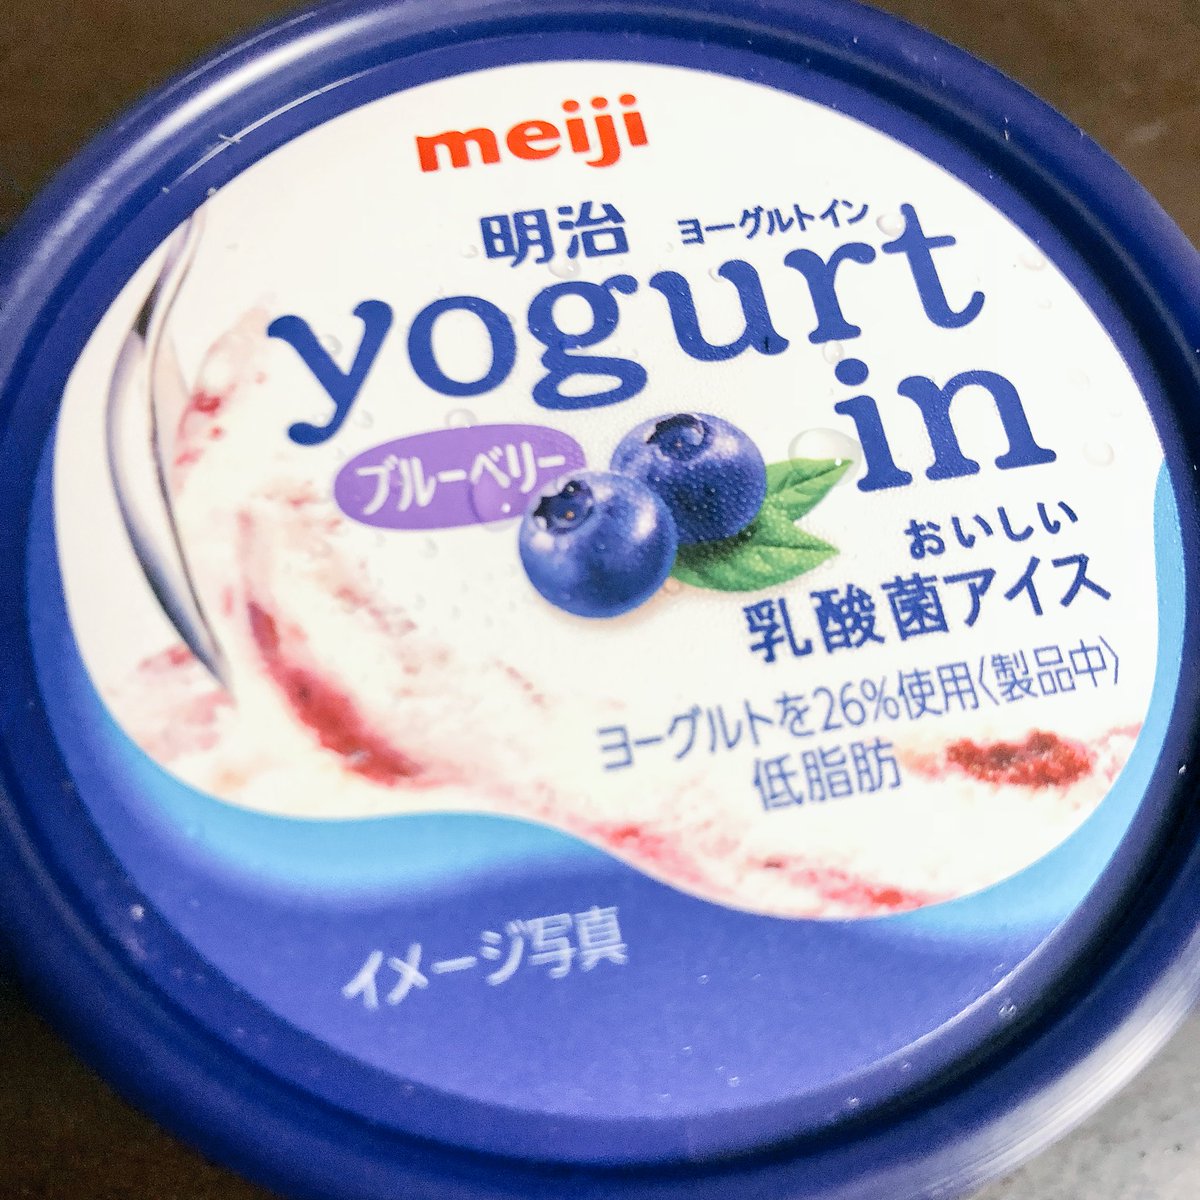 meiji
明治 ヨーグルトイン
yogurt
in
ブルーベリー
おいしい
乳酸菌アイス
ヨーグルトを26%使用〈製品中〉
低脂肪
イメージ写真